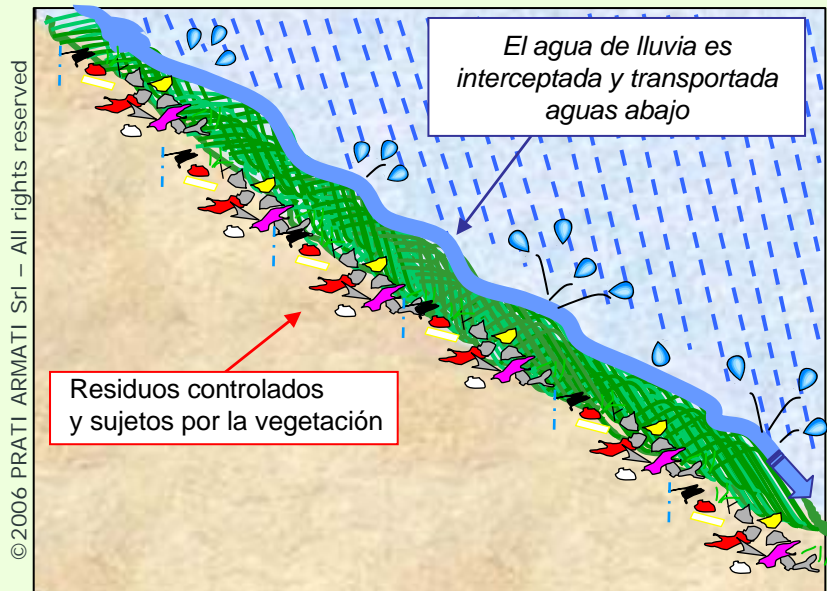 El agua de lluvia es
interceptada y transportada
aguas abajo
Residuos controlados
y sujetos por la vegetación
©2006 PRATI ARMATI Srl – All rights reserved